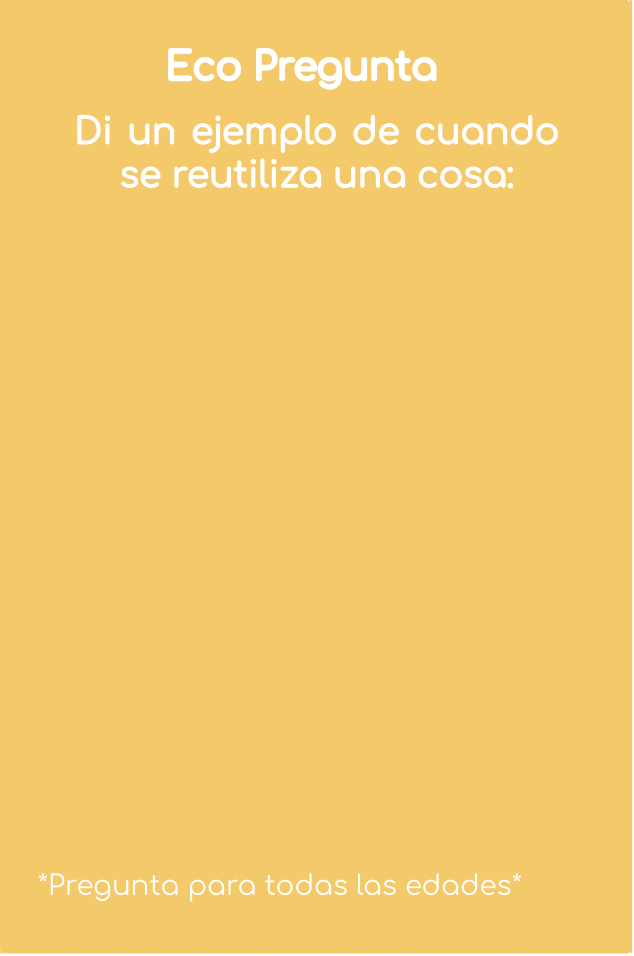 Eco Pregunta
Di un ejemplo de cuando
se reutiliza una cosa:
*Pregunta para todas las edades*